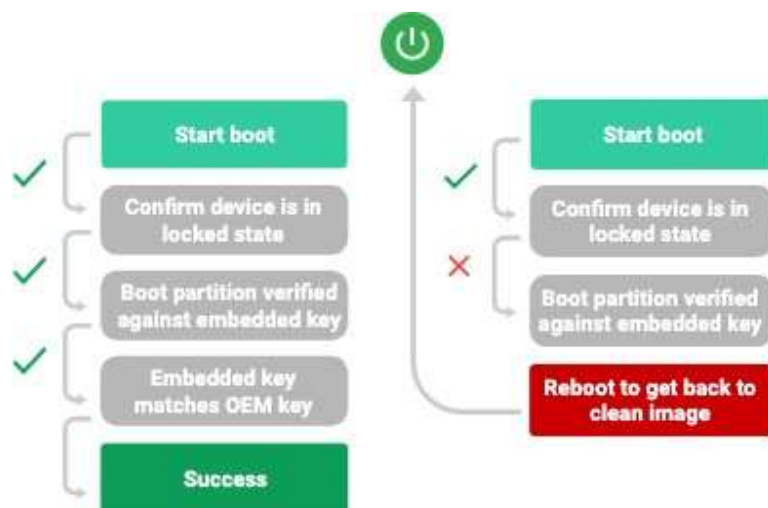 Start boot
Confirm device is in
locked state
Boot partition verified
against embedded key
Embedded key
matches OEM key
Success
Start boot
Confirm device is in
locked state
Boot partition verified
against embedded key
Reboot to get back to
clean image